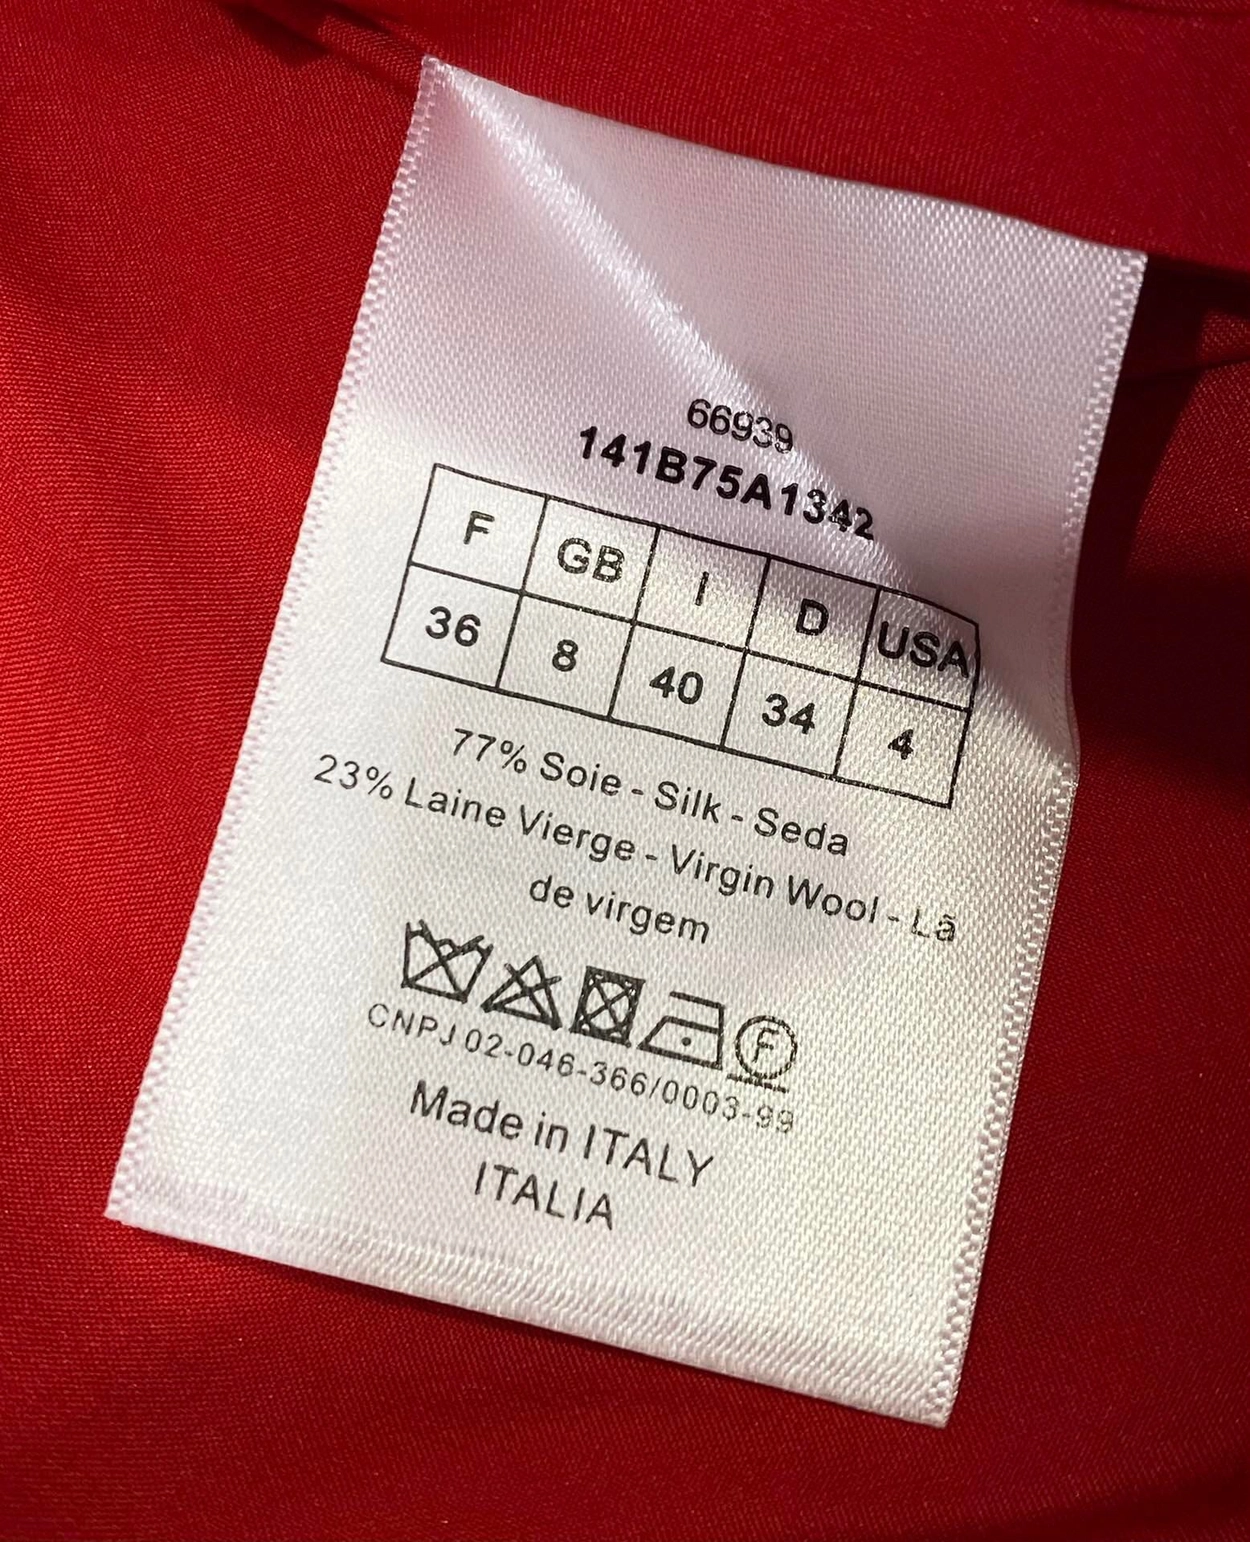 66939
141B75A1342
F GB I D USA
36 8 40 34 4
77% Soie - Silk - Seda
23% Laine Vierge - Virgin Wool - Lã
de virgem
F
CNPJ 02-046-366/0003-99
Made in ITALY
ITALIA